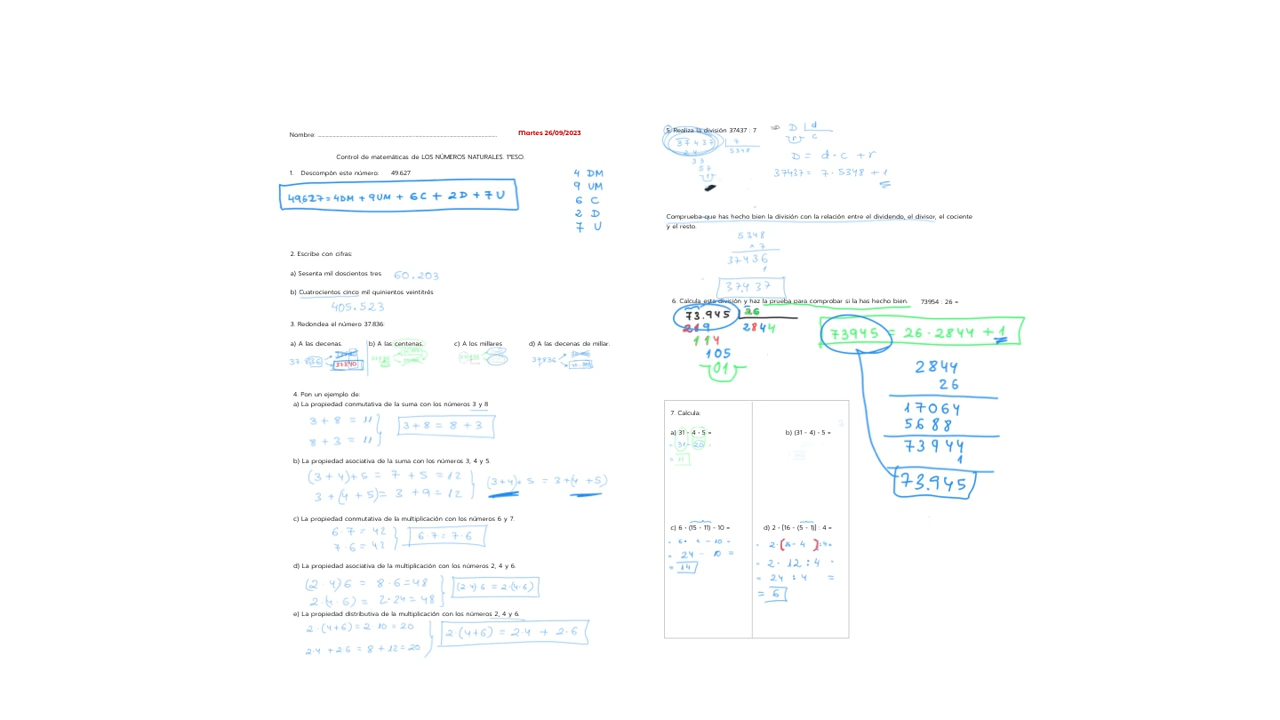 Nombre: ................................................................ Martes 26/09/2023
Control de matemáticas de LOS NÚMEROS NATURALES. 1ºESO.
1. Descompón este número: 49.627
49.627 = 4DM + 9UM + 6C + 2D + 7U
4 DM
9 UM
6 C
2 D
7 U
2. Escribe con cifras:
a) Sesenta mil doscientos tres 60.203
b) Cuatrocientos cinco mil quinientos veintitrés
405.523
3. Redondea el número 37.836:
a) A las decenas. b) A las centenas. c) A los millares d) A las decenas de millar.
4. Pon un ejemplo de:
a) La propiedad conmutativa de la suma con los números 3 y 8
3 + 8 = 11
8 + 3 = 11
3 + 8 = 8 + 3
b) La propiedad asociativa de la suma con los números 3, 4 y 5.
(3 + 4) + 5 = 7 + 5 = 12
3 + (4 + 5) = 3 + 9 = 12
(3+4)+5 = 3+(4+5)
c) La propiedad conmutativa de la multiplicación con los números 6 y 7.
6·7 = 42
7·6 = 42
6·7 = 7·6
d) La propiedad asociativa de la multiplicación con los números 2, 4 y 6.
(2·4)6 = 8·6 = 48
2·(4·6) = 2·24 = 48
(2·4)·6 = 2·(4·6)
e) La propiedad distributiva de la multiplicación con los números 2, 4 y 6.
2·(4+6) = 2·10 = 20
2·4 + 2·6 = 8 + 12 = 20
2·(4+6) = 2·4 + 2·6
5. Realiza la división 37437 : 7
37437 7
5348
D d
r c
D = d·c + r
37437 = 7·5348 + 1
Comprueba que has hecho bien la división con la relación entre el dividendo, el divisor, el cociente
y el resto.
5348
× 7
37436
1
37.437
6. Calcula esta división y haz la prueba para comprobar si la has hecho bien. 73954 : 26 =
73.945 26
219 2844
114
105
01
73945 = 26·2844 + 1
2844
26
17064
5688
73944
1
73.945
7. Calcula:
a) 31 - 4 · 5 =
= 31 - 20 =
= 11
b) (31 - 4) · 5 =
c) 6 · (15 - 11) - 10 =
= 6 · 4 - 10 =
= 24 - 10 =
= 14
d) 2 · [16 - (5 - 1)] : 4 =
= 2 · 12 : 4 =
= 24 : 4 =
= 6